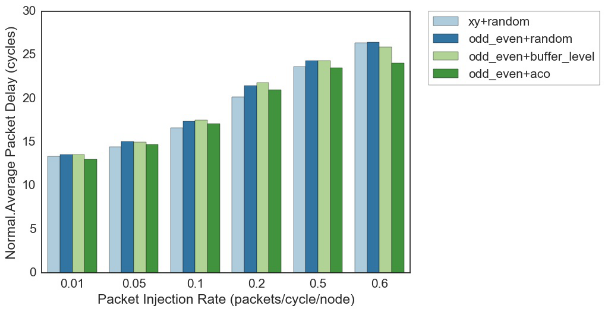 30
25
20
15
10
5
0
Normal.Average Packet Delay (cycles)
0.01 0.05 0.1 0.2 0.5 0.6
Packet Injection Rate (packets/cycle/node)
xy+random
odd_even+random
odd_even+buffer_level
odd_even+aco